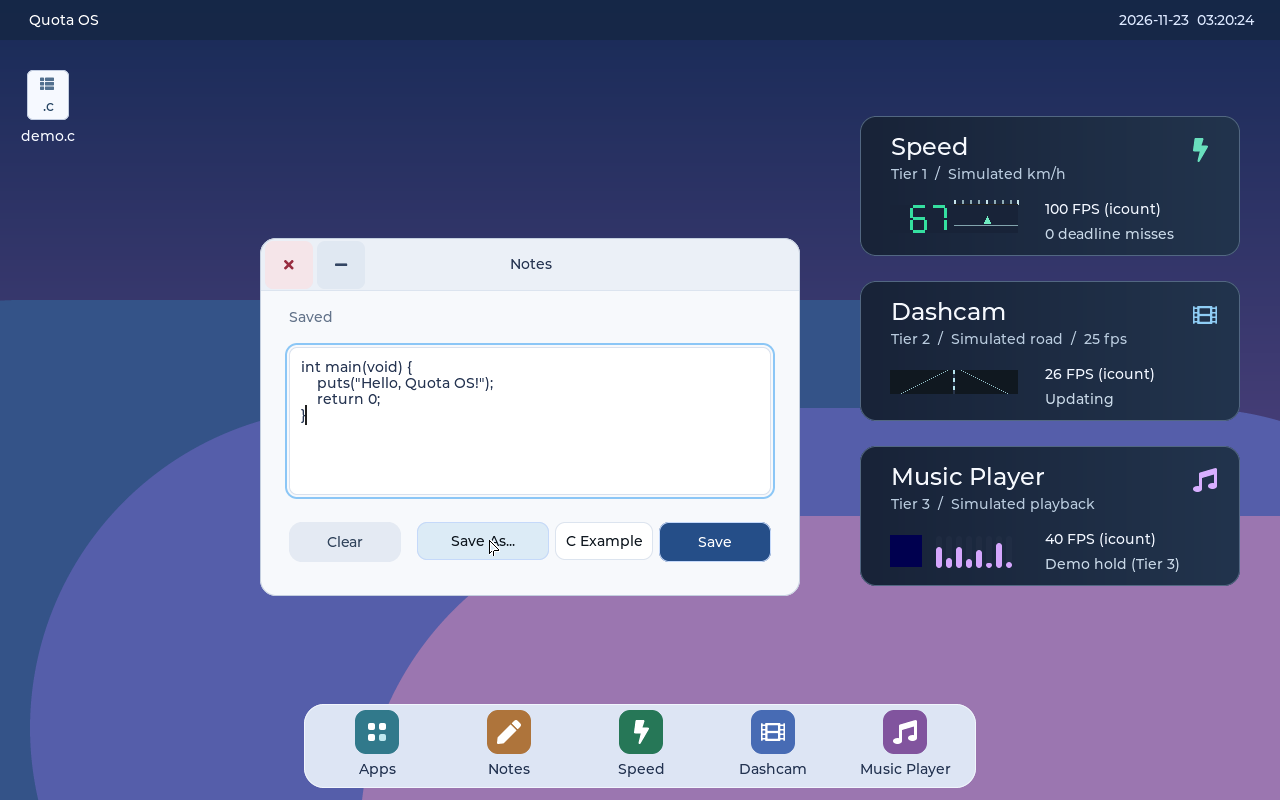 Quota OS
2026-11-23 03:20:24
.c
demo.c
Notes
Saved
int main(void) {
    puts("Hello, Quota OS!");
    return 0;
}
Clear
Save As...
C Example
Save
Speed
Tier 1 / Simulated km/h
67
100 FPS (icount)
0 deadline misses
Dashcam
Tier 2 / Simulated road / 25 fps
26 FPS (icount)
Updating
Music Player
Tier 3 / Simulated playback
40 FPS (icount)
Demo hold (Tier 3)
Apps
Notes
Speed
Dashcam
Music Player